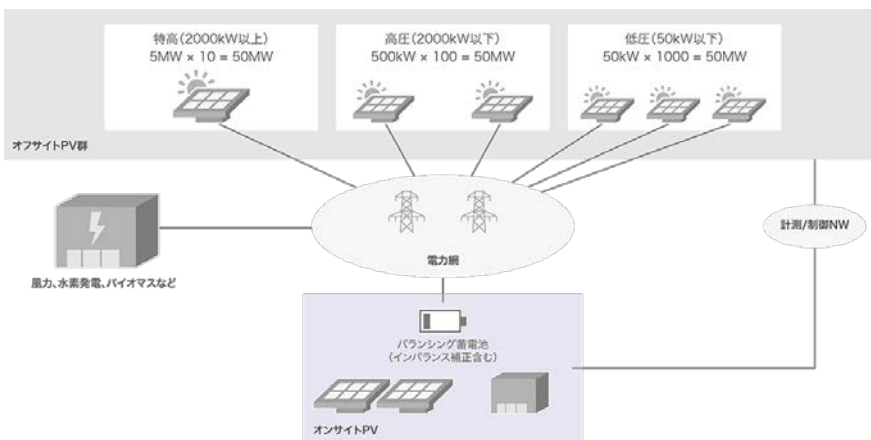 特高(2000kW以上)
5MW × 10 = 50MW
高圧(2000kW以下)
500kW × 100 = 50MW
低圧(50kW以下)
50kW × 1000 = 50MW
オフサイトPV群
計測/制御NW
電力網
風力、水素発電、バイオマスなど
バランシング蓄電池
(インバランス補正含む)
オンサイトPV